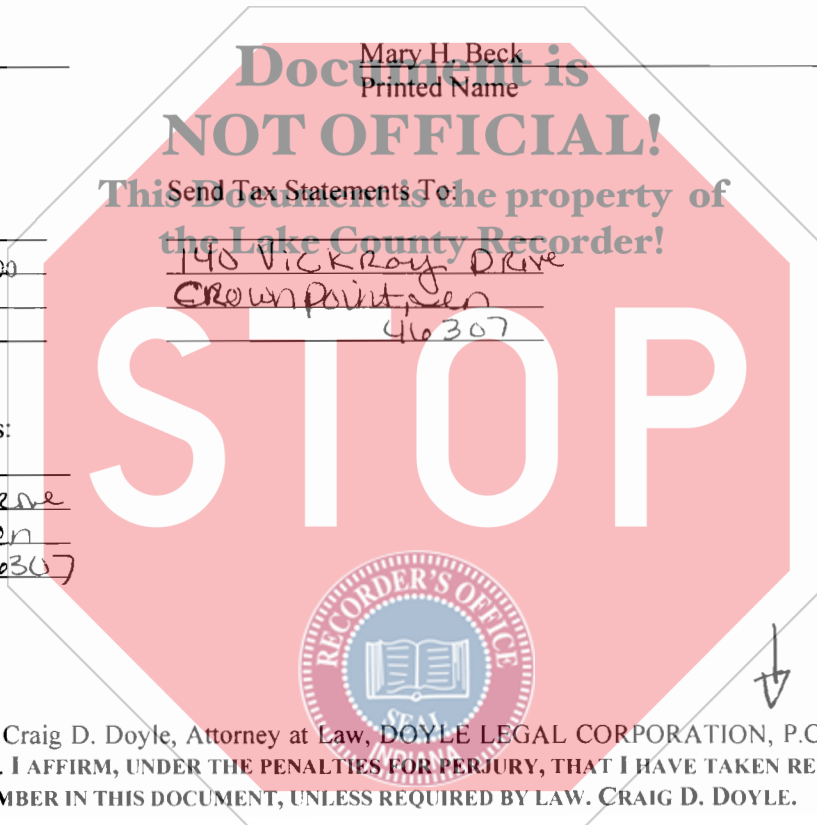 Mary H. Beck
Printed Name
Document is
NOT OFFICIAL!
This Document is the property of
the Lake County Recorder!
Send Tax Statements To:
140 Vickroy Drive
Crown Point, In
46307
s:
307
STOP
RECORDER'S OFFICE
SEAL
INDIANA
Craig D. Doyle, Attorney at Law, DOYLE LEGAL CORPORATION, P.C
. I AFFIRM, UNDER THE PENALTIES FOR PERJURY, THAT I HAVE TAKEN RE
MBER IN THIS DOCUMENT, UNLESS REQUIRED BY LAW. CRAIG D. DOYLE.